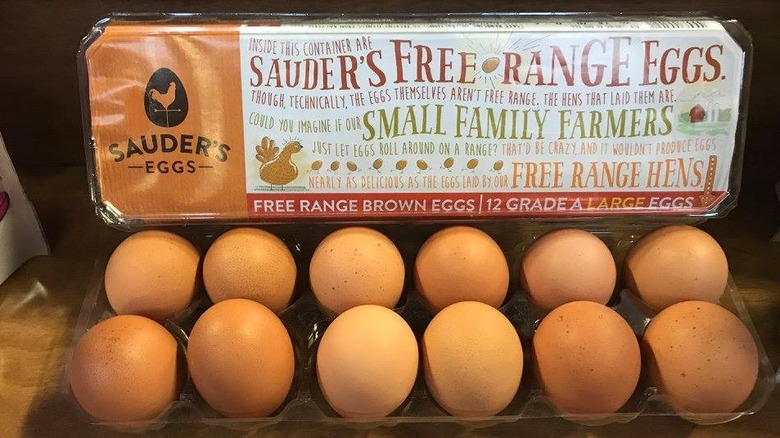 SAUDER'S
EGGS
INSIDE THIS CONTAINER ARE
SAUDER'S FREE RANGE EGGS.
THOUGH, TECHNICALLY, THE EGGS THEMSELVES AREN'T FREE RANGE. THE HENS THAT LAID THEM ARE.
COULD YOU IMAGINE IF OUR SMALL FAMILY FARMERS
JUST LET EGGS ROLL AROUND ON A RANGE? THAT'D BE CRAZY, AND IT WOULDN'T PRODUCE EGGS
NEARLY AS DELICIOUS AS THE EGGS LAID BY OUR FREE RANGE HENS!
FREE RANGE BROWN EGGS | 12 GRADE A LARGE EGGS